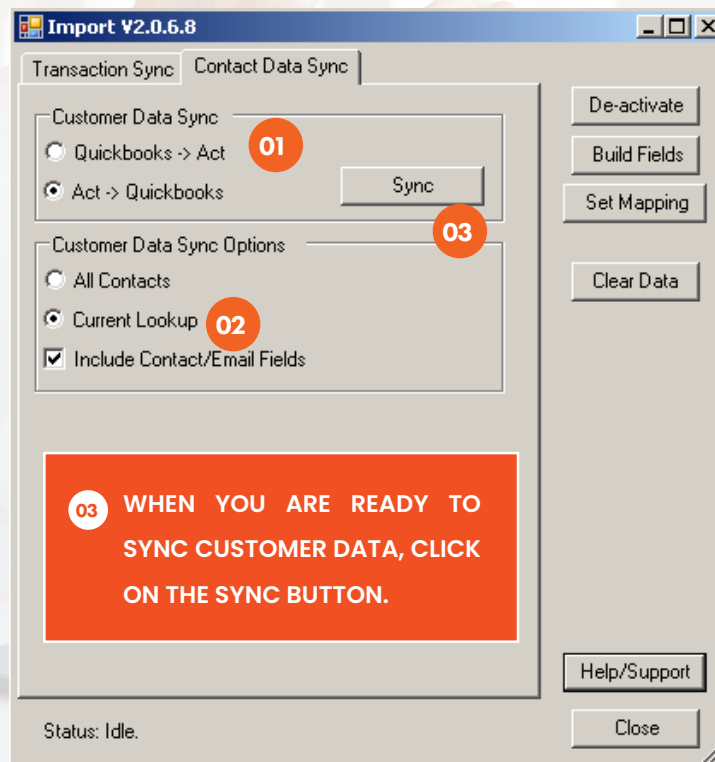 Import V2.0.6.8
Transaction Sync Contact Data Sync
Customer Data Sync
Quickbooks -> Act 01
Act -> Quickbooks Sync
03
Customer Data Sync Options
All Contacts
Current Lookup 02
Include Contact/Email Fields
De-activate
Build Fields
Set Mapping
Clear Data
03 WHEN YOU ARE READY TO
SYNC CUSTOMER DATA, CLICK
ON THE SYNC BUTTON.
Help/Support
Status: Idle.
Close